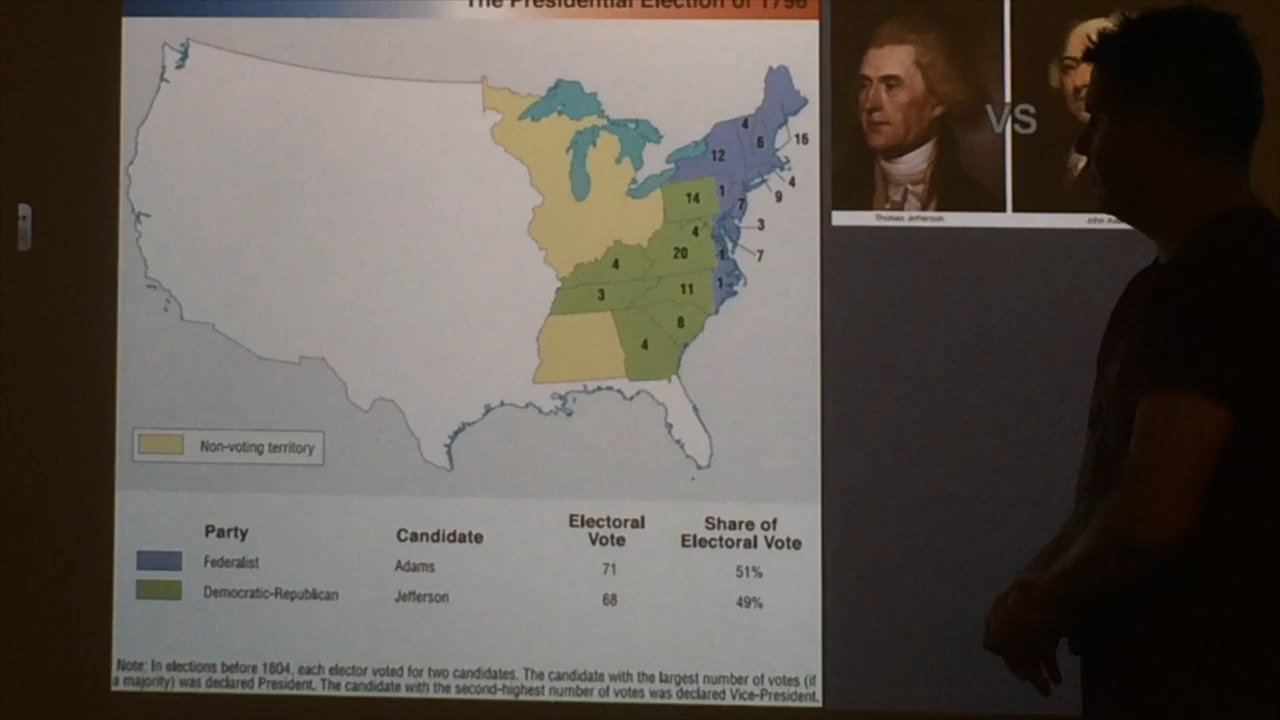 The Presidential Election of 1796
VS
Thomas Jefferson
John
4
6
16
12
4
9
14
1
7
3
4
20
1
7
4
11
1
3
8
4
Non-voting territory
Party Candidate Electoral Vote Share of Electoral Vote
Federalist Adams 71 51%
Democratic-Republican Jefferson 68 49%
Note: In elections before 1804, each elector voted for two candidates. The candidate with the largest number of votes (if
a majority) was declared President. The candidate with the second-highest number of votes was declared Vice-President.